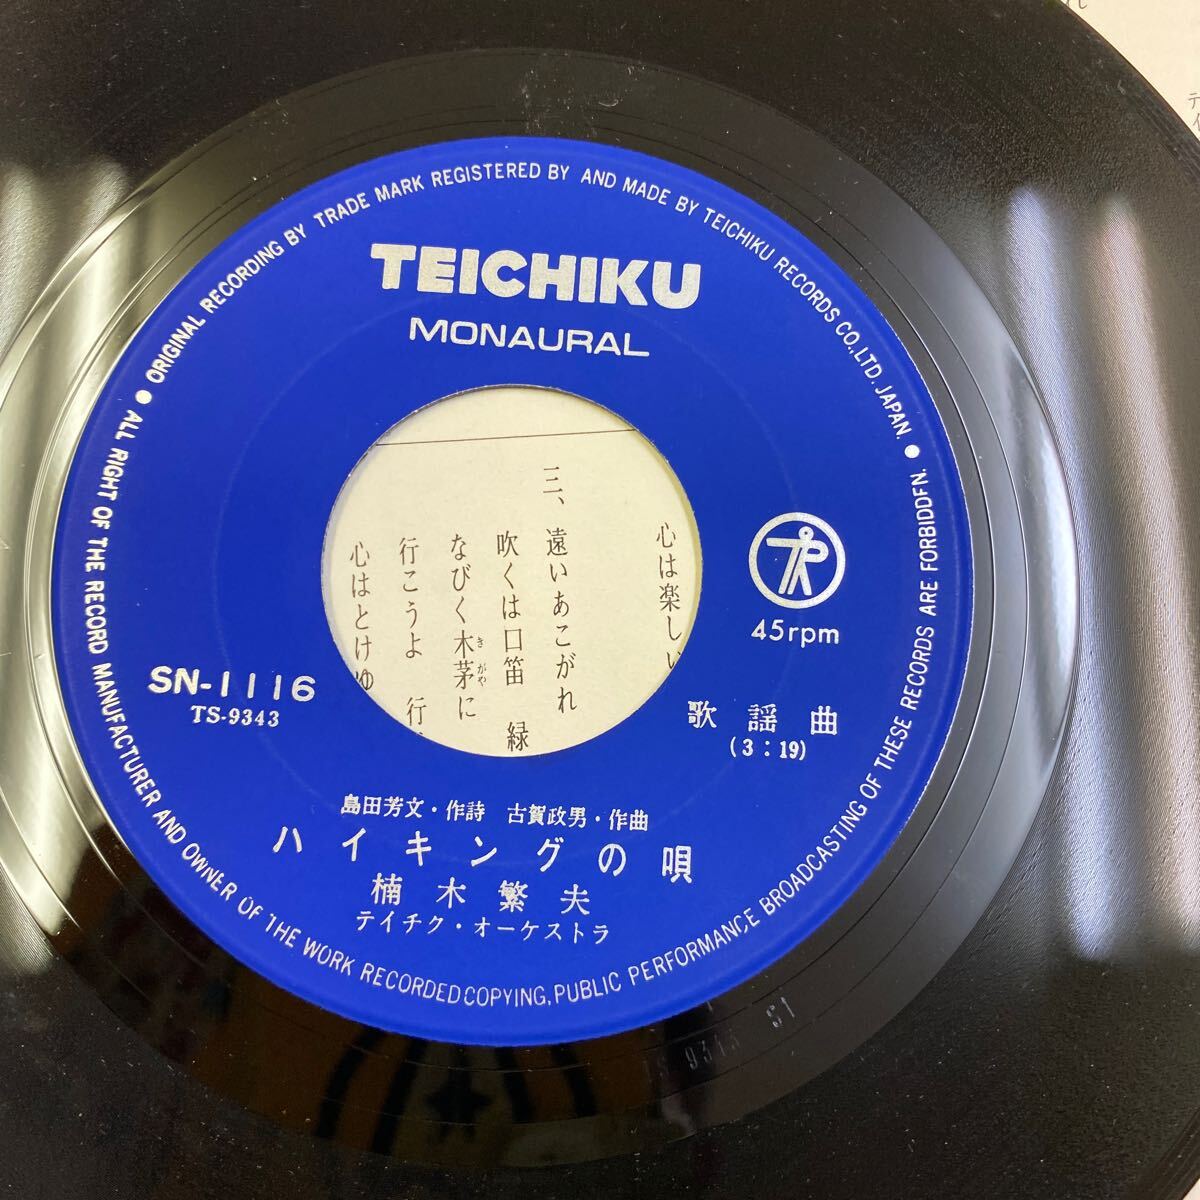 ● ORIGINAL RECORDING BY TRADE MARK REGISTERED BY AND MADE BY TEICHIKU RECORDS CO., LTD. JAPAN. ●
ALL RIGHT OF THE RECORD MANUFACTURER AND OWNER OF THE WORK RECORDED COPYING, PUBLIC PERFORMANCE BROADCASTING OF THESE RECORDS ARE FORBIDDFN.
TEICHIKU
MONAURAL
45rpm
SN-1116
TS-9343
歌謡曲
(3:19)
島田芳文・作詩 古賀政男・作曲
ハイキングの唄
楠木繁夫
テイチク・オーケストラ
心は楽し
三、遠いあこがれ
吹くは口笛 緑
なびく木茅に
きがや
行こうよ 行
心はとけゆ
9343 S1